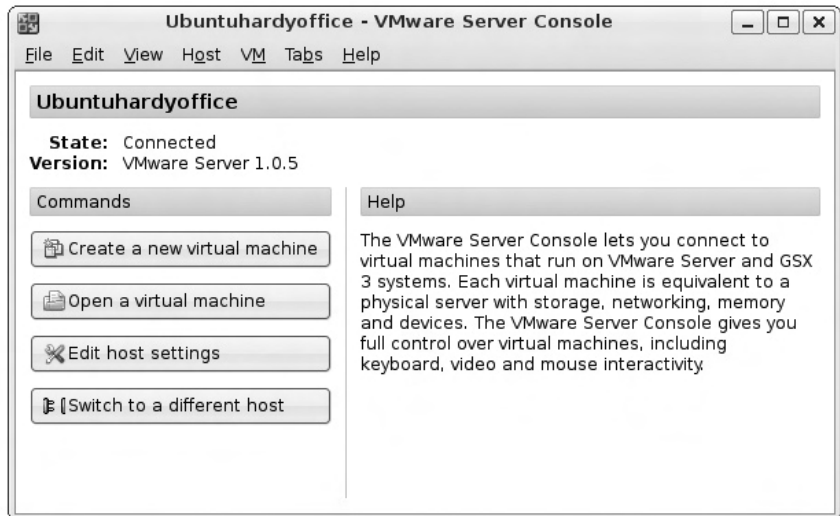 Ubuntuhardyoffice - VMware Server Console
File Edit View Host VM Tabs Help
Ubuntuhardyoffice
State: Connected
Version: VMware Server 1.0.5
Commands
Create a new virtual machine
Open a virtual machine
Edit host settings
Switch to a different host
Help
The VMware Server Console lets you connect to
virtual machines that run on VMware Server and GSX
3 systems. Each virtual machine is equivalent to a
physical server with storage, networking, memory
and devices. The VMware Server Console gives you
full control over virtual machines, including
keyboard, video and mouse interactivity.